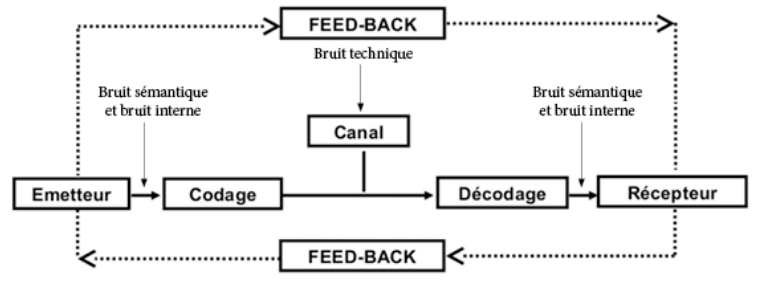 FEED-BACK
Bruit technique
Bruit sémantique
et bruit interne
Bruit sémantique
et bruit interne
Canal
Emetteur
Codage
Décodage
Récepteur
FEED-BACK